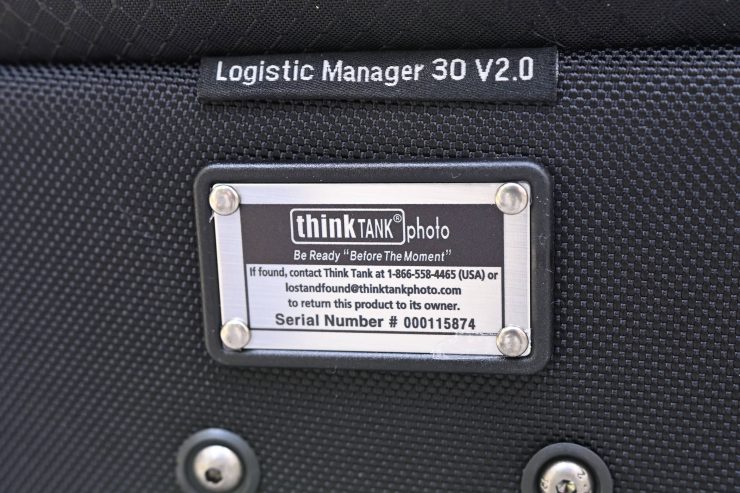 Logistic Manager 30 V2.0
thinkTANK® photo
Be Ready "Before The Moment"
If found, contact Think Tank at 1-866-558-4465 (USA) or
lostandfound@thinktankphoto.com
to return this product to its owner.
Serial Number # 000115874